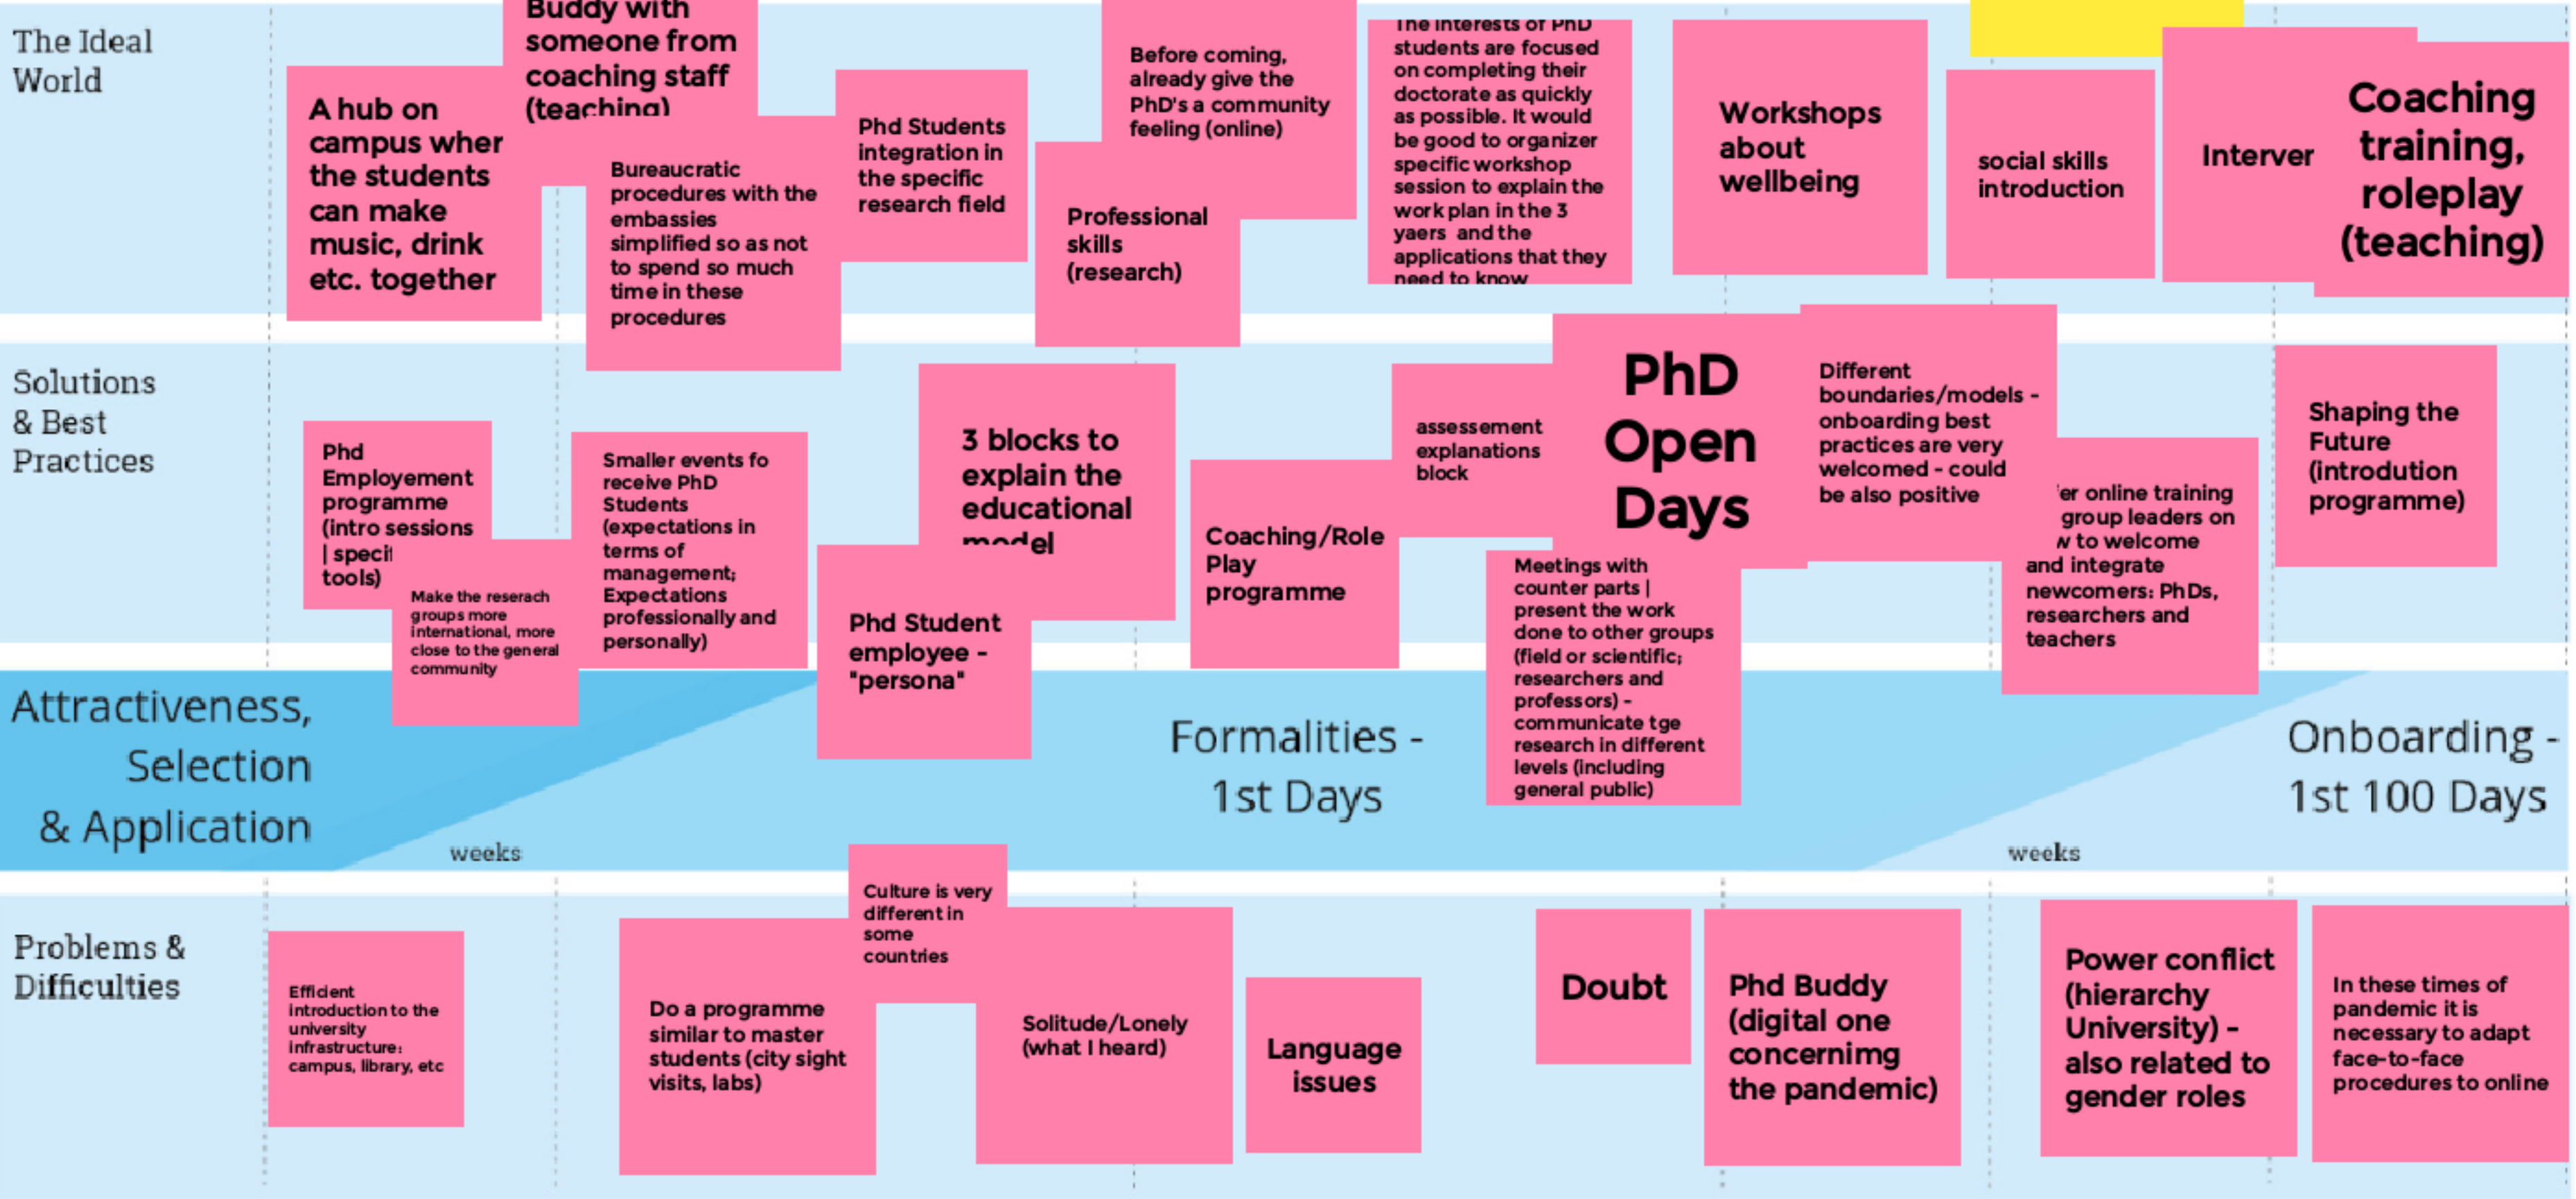 The Ideal
World
A hub on
campus wher
the students
can make
music, drink
etc. together
Buddy with
someone from
coaching staff
(teaching)
Bureaucratic
procedures with the
embassies
simplified so as not
to spend so much
time in these
procedures
Phd Students
integration in
the specific
research field
Before coming,
already give the
PhD's a community
feeling (online)
Professional
skills
(research)
The interests of PhD
students are focused
on completing their
doctorate as quickly
as possible. It would
be good to organizer
specific workshop
session to explain the
work plan in the 3
yaers and the
applications that they
need to know
Workshops
about
wellbeing
social skills
introduction
Interver
Coaching
training,
roleplay
(teaching)
Solutions
& Best
Practices
Phd
Employement
programme
(intro sessions
| specif
tools)
Make the reserach
groups more
international, more
close to the general
community
Smaller events fo
receive PhD
Students
(expectations in
terms of
management;
Expectations
professionally and
personally)
3 blocks to
explain the
educational
model
Phd Student
employee -
"persona"
Coaching/Role
Play
programme
assessement
explanations
block
PhD
Open
Days
Meetings with
counter parts |
present the work
done to other groups
(field or scientific;
researchers and
professors) -
communicate tge
research in different
levels (including
general public)
Different
boundaries/models -
onboarding best
practices are very
welcomed - could
be also positive
er online training
group leaders on
w to welcome
and integrate
newcomers: PhDs,
researchers and
teachers
Shaping the
Future
(introdution
programme)
Attractiveness,
Selection
& Application
weeks
Formalities -
1st Days
weeks
Onboarding -
1st 100 Days
Problems &
Difficulties
Efficient
introduction to the
university
infrastructure:
campus, library, etc
Do a programme
similar to master
students (city sight
visits, labs)
Culture is very
different in
some
countries
Solitude/Lonely
(what I heard)
Language
issues
Doubt
Phd Buddy
(digital one
concernimg
the pandemic)
Power conflict
(hierarchy
University) -
also related to
gender roles
In these times of
pandemic it is
necessary to adapt
face-to-face
procedures to online